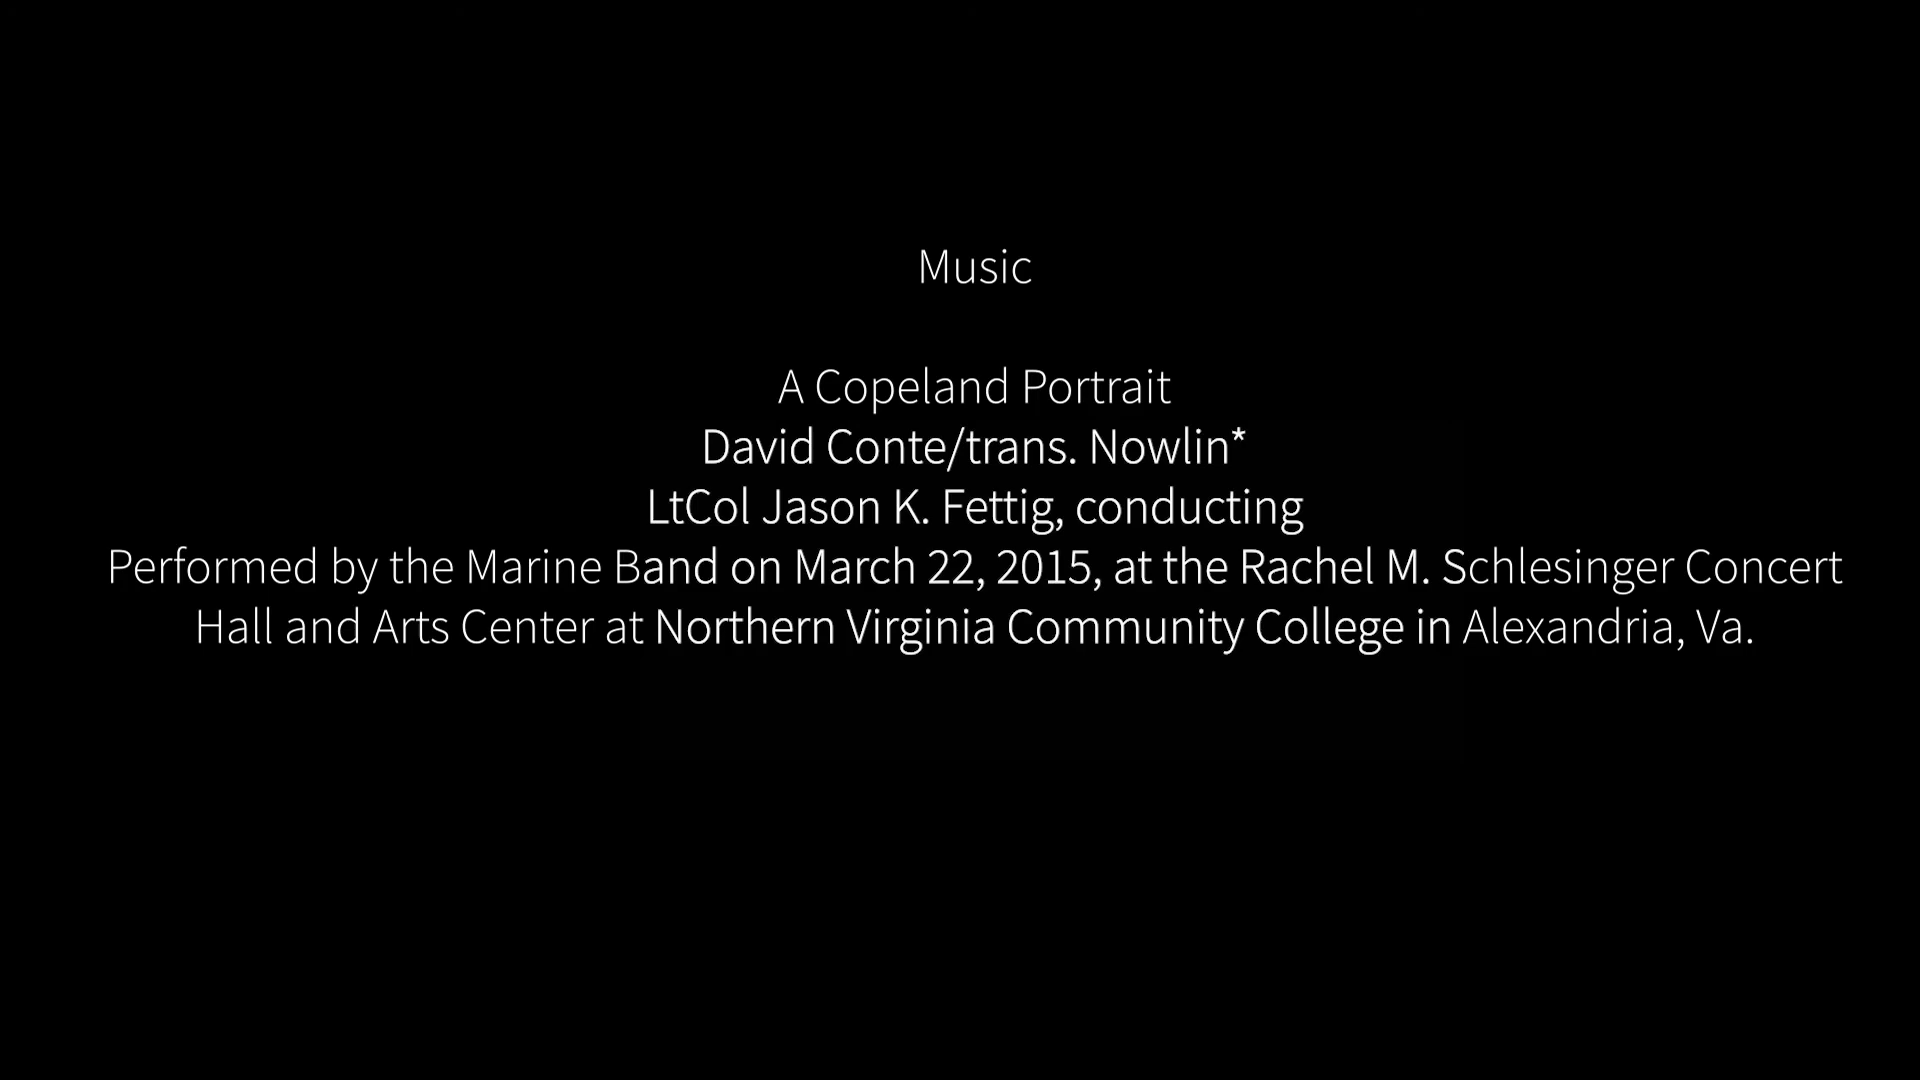 Music
A Copeland Portrait
David Conte/trans. Nowlin*
LtCol Jason K. Fettig, conducting
Performed by the Marine Band on March 22, 2015, at the Rachel M. Schlesinger Concert
Hall and Arts Center at Northern Virginia Community College in Alexandria, Va.